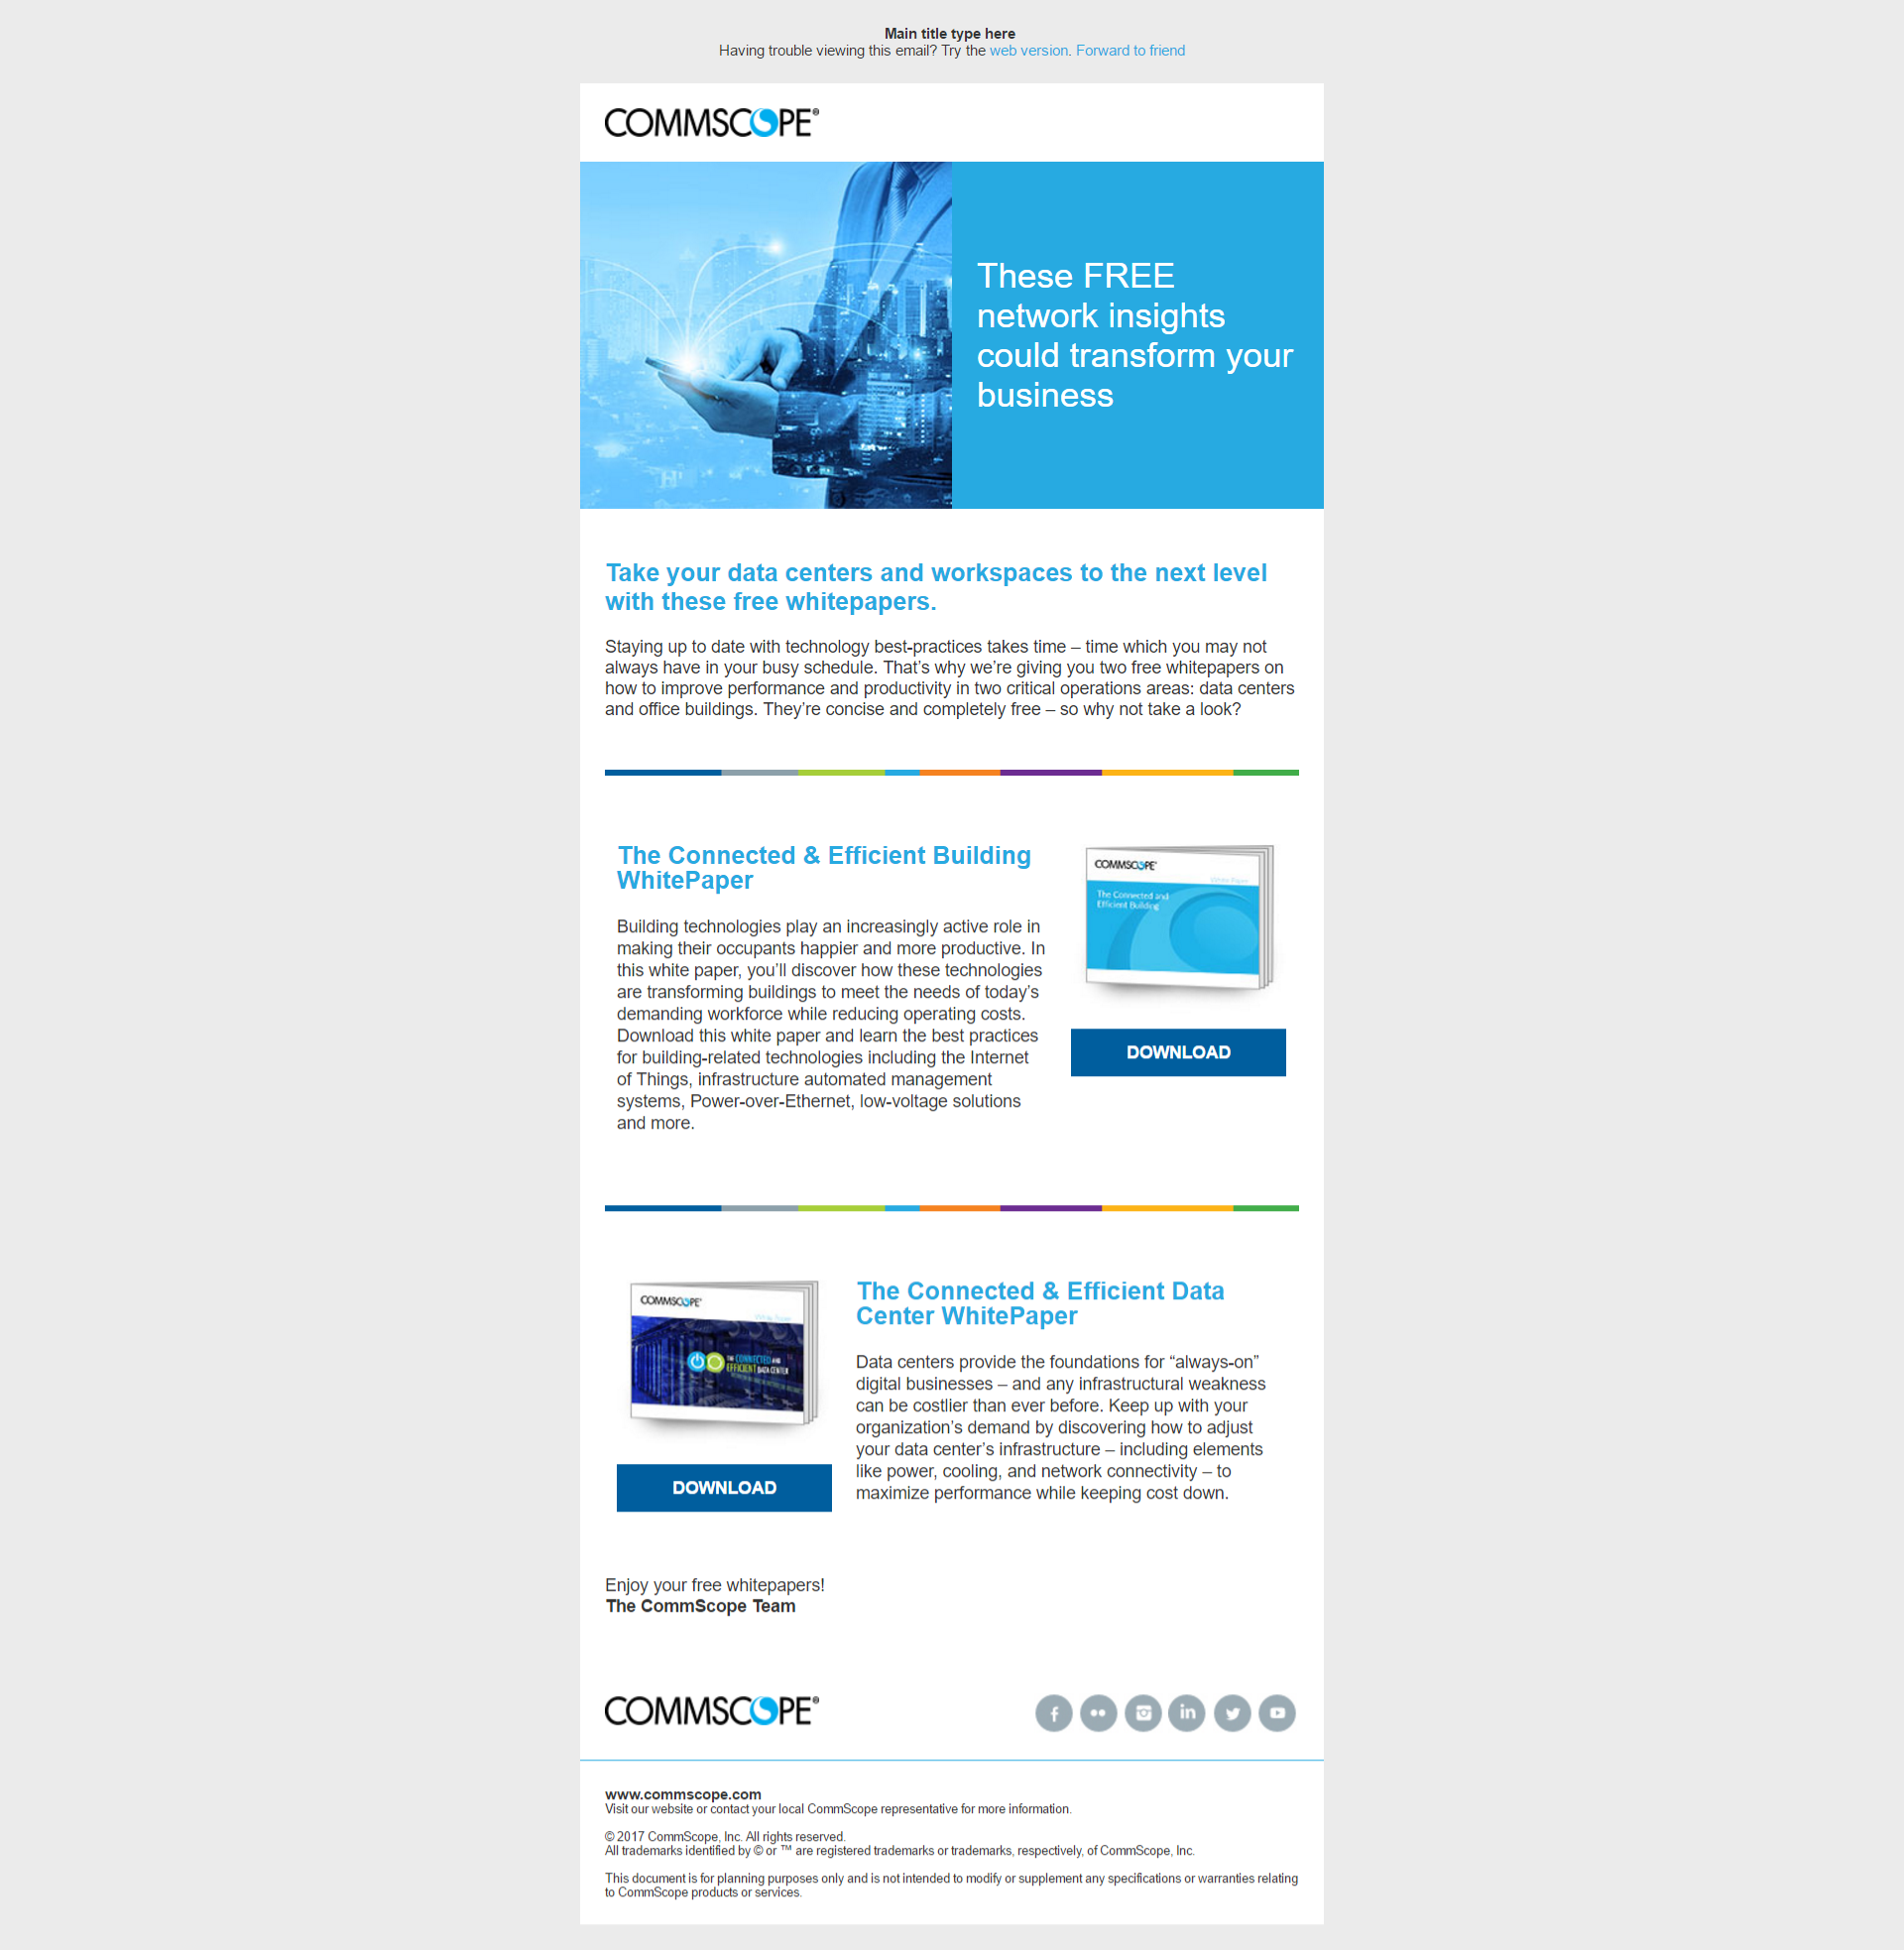 Main title type here
Having trouble viewing this email? Try the web version. Forward to friend
COMMSCOPE®
These FREE
network insights
could transform your
business
Take your data centers and workspaces to the next level
with these free whitepapers.
Staying up to date with technology best-practices takes time – time which you may not
always have in your busy schedule. That’s why we’re giving you two free whitepapers on
how to improve performance and productivity in two critical operations areas: data centers
and office buildings. They’re concise and completely free – so why not take a look?
The Connected & Efficient Building
WhitePaper
Building technologies play an increasingly active role in
making their occupants happier and more productive. In
this white paper, you’ll discover how these technologies
are transforming buildings to meet the needs of today’s
demanding workforce while reducing operating costs.
Download this white paper and learn the best practices
for building-related technologies including the Internet
of Things, infrastructure automated management
systems, Power-over-Ethernet, low-voltage solutions
and more.
COMMSCOPE®
White Paper
The Connected and
Efficient Building
DOWNLOAD
COMMSCOPE®
White Paper
THE CONNECTED AND
EFFICIENT DATA CENTER
DOWNLOAD
The Connected & Efficient Data
Center WhitePaper
Data centers provide the foundations for “always-on”
digital businesses – and any infrastructural weakness
can be costlier than ever before. Keep up with your
organization’s demand by discovering how to adjust
your data center’s infrastructure – including elements
like power, cooling, and network connectivity – to
maximize performance while keeping cost down.
Enjoy your free whitepapers!
The CommScope Team
COMMSCOPE®
www.commscope.com
Visit our website or contact your local CommScope representative for more information.
© 2017 CommScope, Inc. All rights reserved.
All trademarks identified by © or ™ are registered trademarks or trademarks, respectively, of CommScope, Inc.
This document is for planning purposes only and is not intended to modify or supplement any specifications or warranties relating
to CommScope products or services.